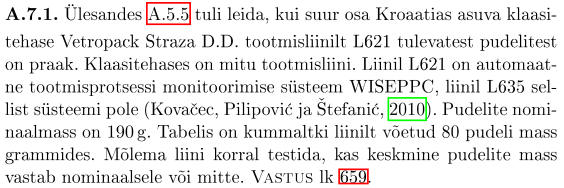 A.7.1. Ülesandes A.5.5 tuli leida, kui suur osa Kroaatias asuva klaasi-
tehase Vetropack Straza D.D. tootmisliinilt L621 tulevatest pudelitest
on praak. Klaasitehases on mitu tootmisliini. Liinil L621 on automaat-
ne tootmisprotsessi monitoorimise süsteem WISEPPC, liinil L635 sel-
list süsteemi pole (Kovačec, Pilipović ja Štefanić, 2010). Pudelite nomi-
naalmass on 190 g. Tabelis on kummaltki liinilt võetud 80 pudeli mass
grammides. Mõlema liini korral testida, kas keskmine pudelite mass
vastab nominaalsele või mitte. VASTUS lk 659.